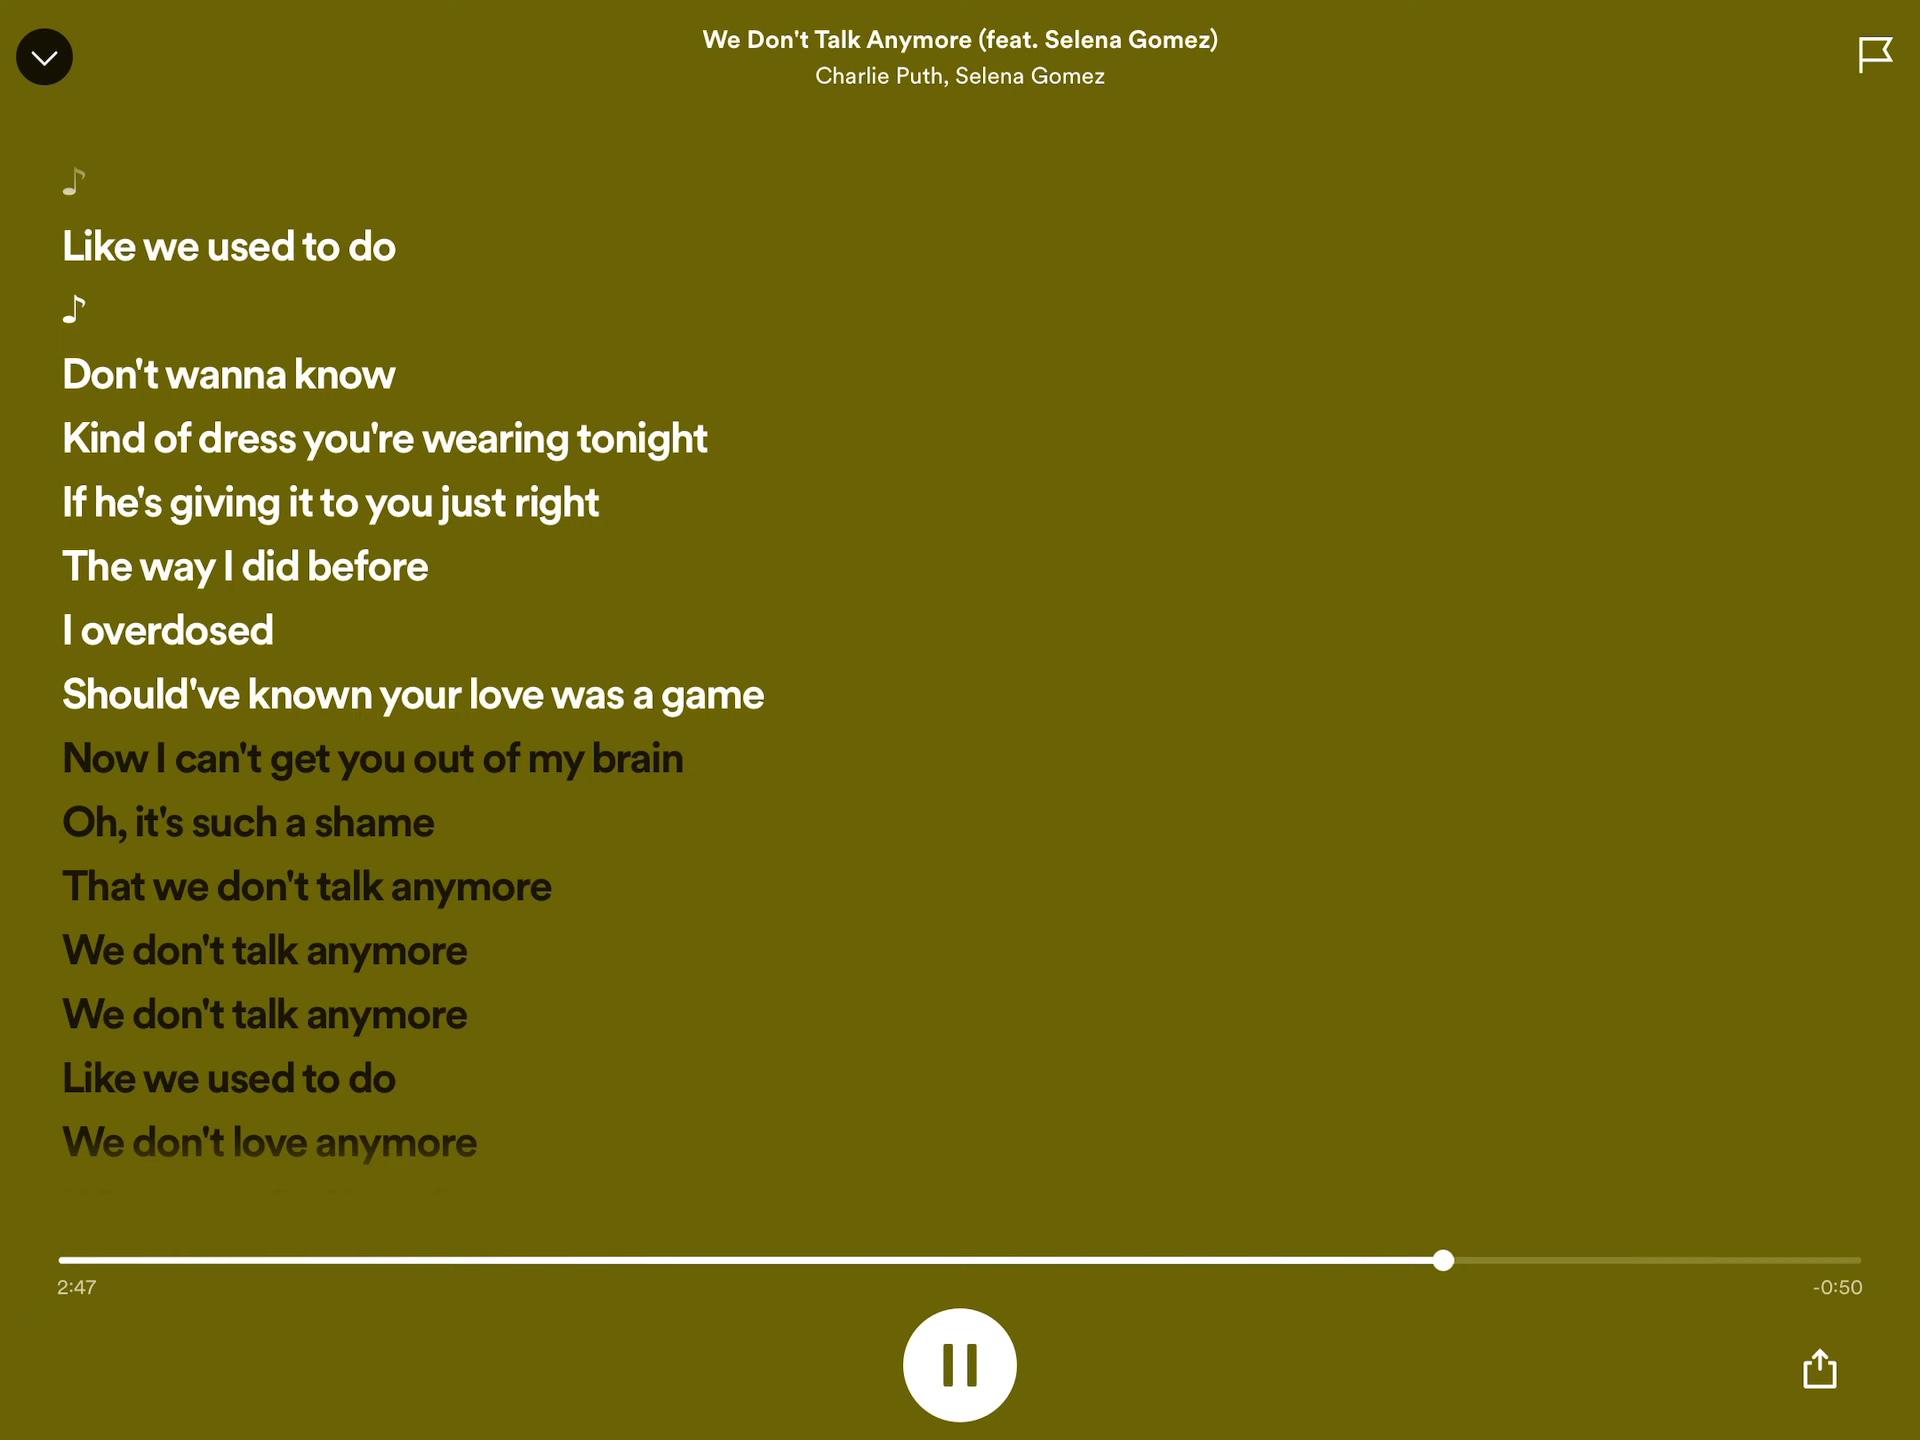 We Don't Talk Anymore (feat. Selena Gomez)
Charlie Puth, Selena Gomez
♪
Like we used to do
♪
Don't wanna know
Kind of dress you're wearing tonight
If he's giving it to you just right
The way I did before
I overdosed
Should've known your love was a game
Now I can't get you out of my brain
Oh, it's such a shame
That we don't talk anymore
We don't talk anymore
We don't talk anymore
Like we used to do
We don't love anymore
2:47
-0:50